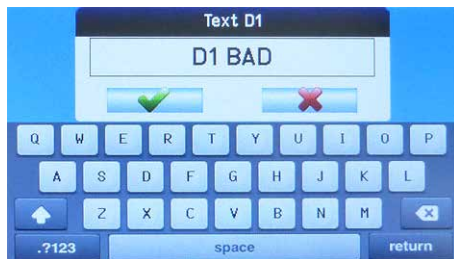 Text D1
D1 BAD
Q W E R T Y U I O P
A S D F G H J K L
Z X C V B N M
.?123 space return